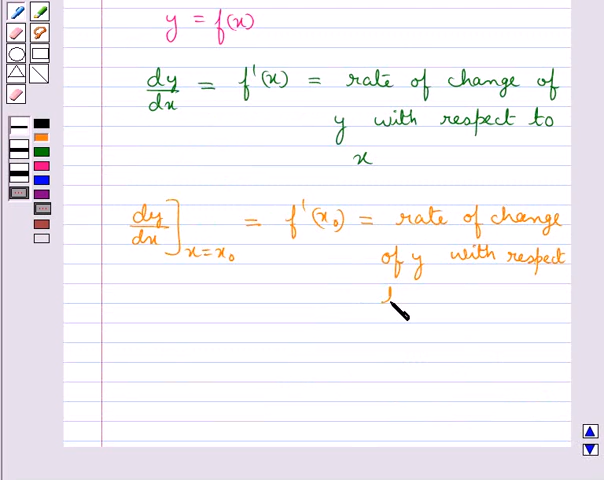 y = f(x)
dy/dx = f'(x) = rate of change of
y with respect to
x
dy/dx]x=x₀ = f'(x₀) = rate of change
of y with respect